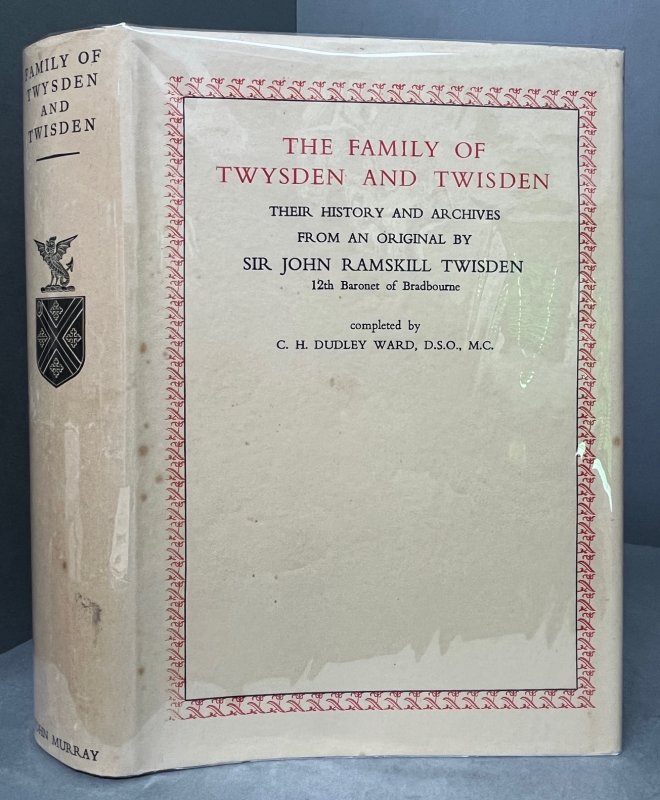 FAMILY OF
TWYSDEN
AND
TWISDEN
JOHN MURRAY
THE FAMILY OF
TWYSDEN AND TWISDEN
THEIR HISTORY AND ARCHIVES
FROM AN ORIGINAL BY
SIR JOHN RAMSKILL TWISDEN
12th Baronet of Bradbourne
completed by
C. H. DUDLEY WARD, D.S.O., M.C.